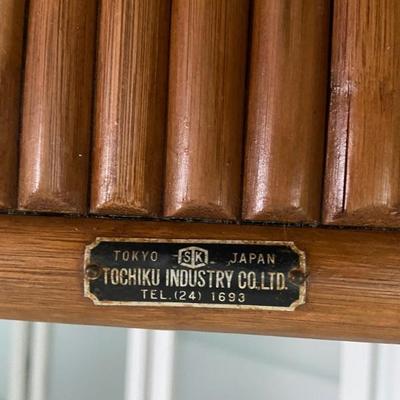 TOKYO SK JAPAN
TOCHIKU INDUSTRY CO.LTD.
TEL.(24) 1693